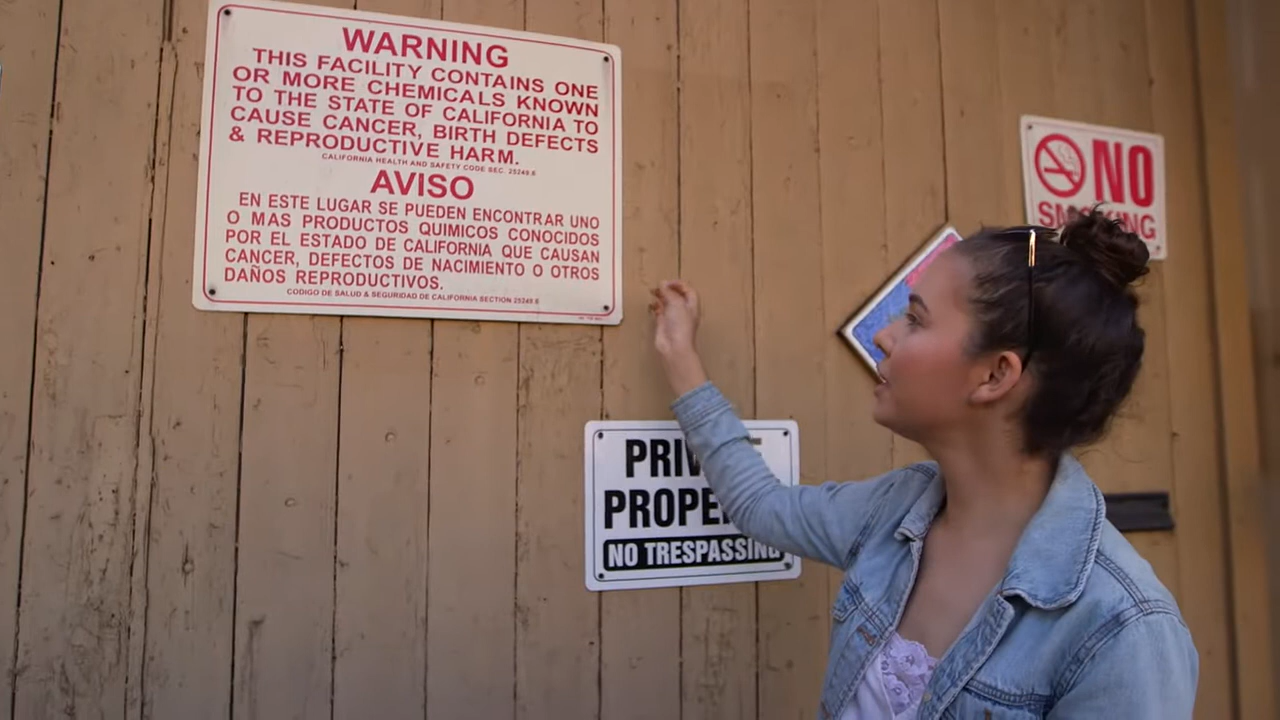 WARNING
THIS FACILITY CONTAINS ONE
OR MORE CHEMICALS KNOWN
TO THE STATE OF CALIFORNIA TO
CAUSE CANCER, BIRTH DEFECTS
& REPRODUCTIVE HARM.
CALIFORNIA HEALTH AND SAFETY CODE SEC. 25249.6
AVISO
EN ESTE LUGAR SE PUEDEN ENCONTRAR UNO
O MAS PRODUCTOS QUIMICOS CONOCIDOS
POR EL ESTADO DE CALIFORNIA QUE CAUSAN
CANCER, DEFECTOS DE NACIMIENTO O OTROS
DAÑOS REPRODUCTIVOS.
CODIGO DE SALUD & SEGURIDAD DE CALIFORNIA SECTION 25249.6
NO
SMOKING
PRIV
PROPE
NO TRESPASSING